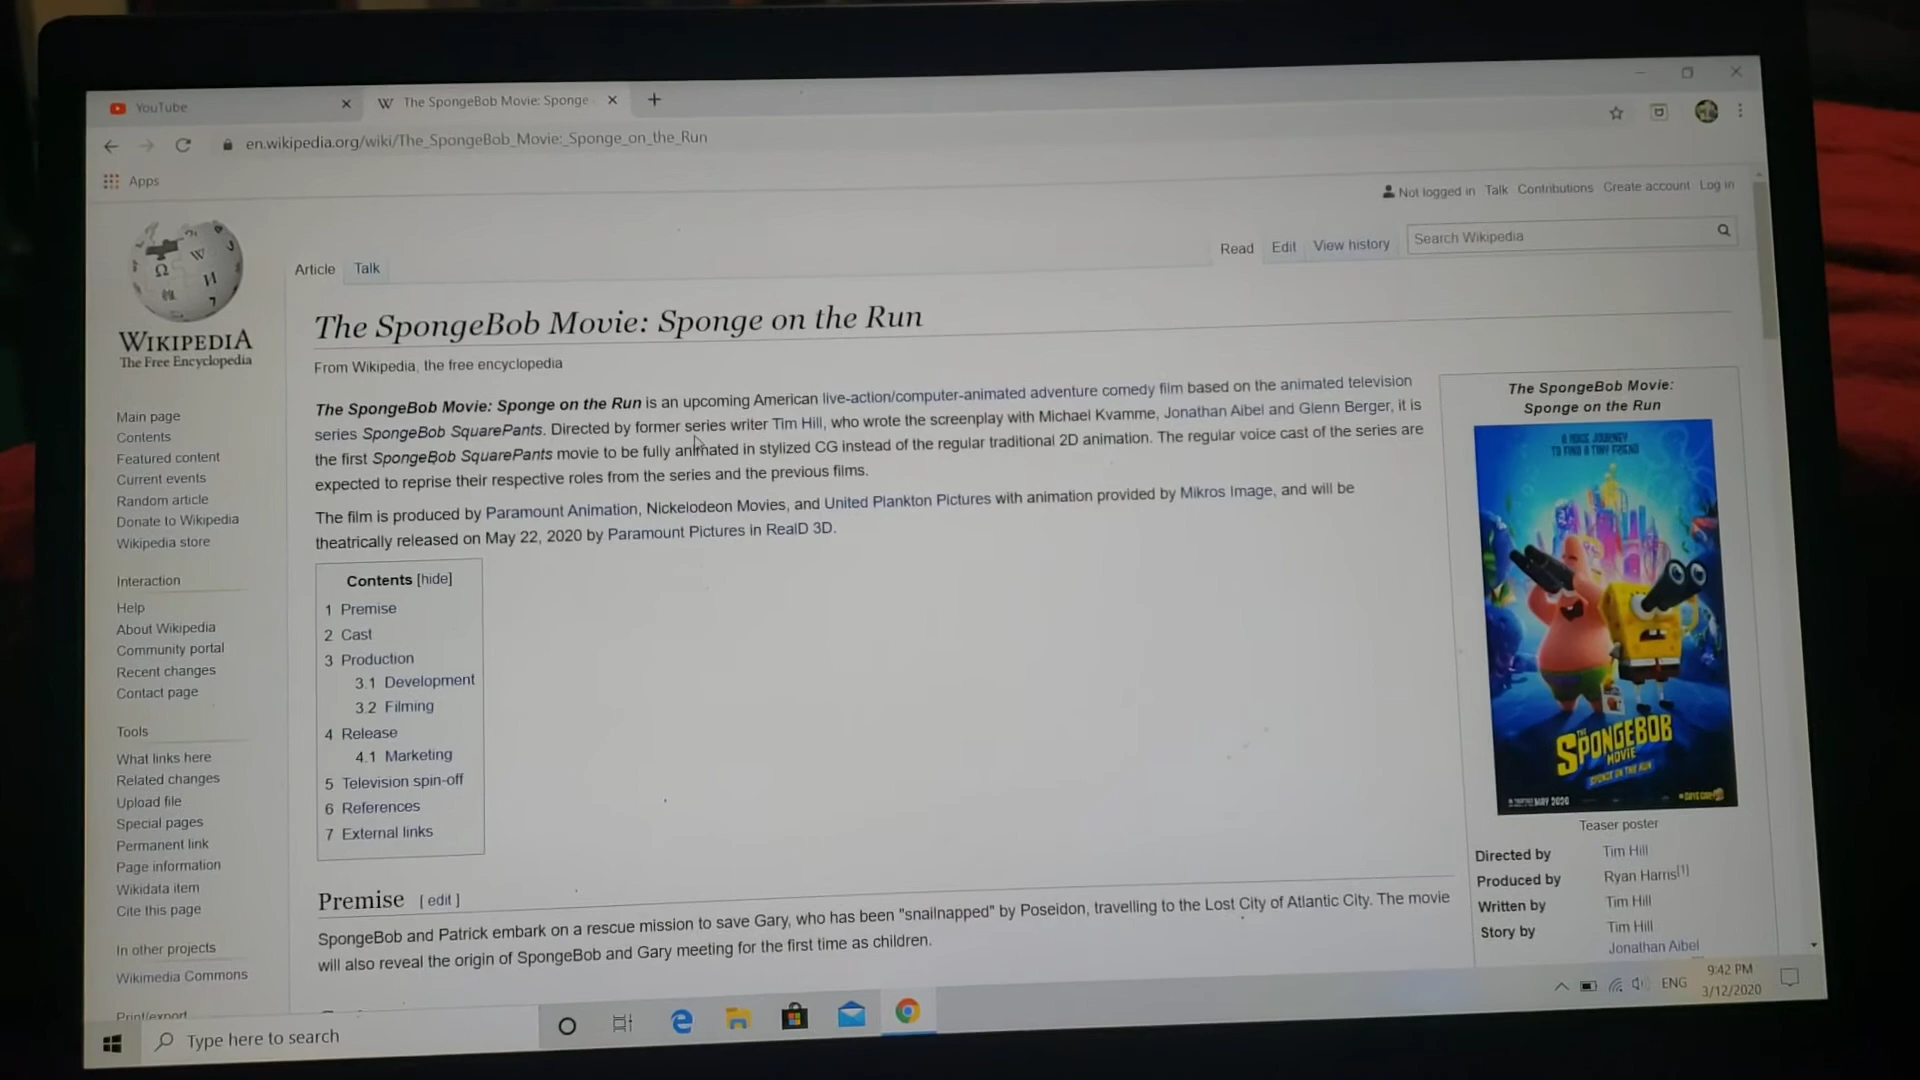 YouTube
The SpongeBob Movie: Sponge
en.wikipedia.org/wiki/The_SpongeBob_Movie:_Sponge_on_the_Run
Apps
Not logged in Talk Contributions Create account Log in
Article Talk
Read Edit View history
Search Wikipedia
WIKIPEDIA
The Free Encyclopedia
Main page
Contents
Featured content
Current events
Random article
Donate to Wikipedia
Wikipedia store
Interaction
Help
About Wikipedia
Community portal
Recent changes
Contact page
Tools
What links here
Related changes
Upload file
Special pages
Permanent link
Page information
Wikidata item
Cite this page
In other projects
Wikimedia Commons
Print/export
The SpongeBob Movie: Sponge on the Run
From Wikipedia, the free encyclopedia
The SpongeBob Movie: Sponge on the Run is an upcoming American live-action/computer-animated adventure comedy film based on the animated television
series SpongeBob SquarePants. Directed by former series writer Tim Hill, who wrote the screenplay with Michael Kvamme, Jonathan Aibel and Glenn Berger, it is
the first SpongeBob SquarePants movie to be fully animated in stylized CG instead of the regular traditional 2D animation. The regular voice cast of the series are
expected to reprise their respective roles from the series and the previous films.
The film is produced by Paramount Animation, Nickelodeon Movies, and United Plankton Pictures with animation provided by Mikros Image, and will be
theatrically released on May 22, 2020 by Paramount Pictures in RealD 3D.
Contents [hide]
1 Premise
2 Cast
3 Production
3.1 Development
3.2 Filming
4 Release
4.1 Marketing
5 Television spin-off
6 References
7 External links
Premise [ edit ]
SpongeBob and Patrick embark on a rescue mission to save Gary, who has been "snailnapped" by Poseidon, travelling to the Lost City of Atlantic City. The movie
will also reveal the origin of SpongeBob and Gary meeting for the first time as children.
The SpongeBob Movie:
Sponge on the Run
TO FIND A TINY FRIEND
THE
SPONGEBOB
MOVIE
SPONGE ON THE RUN
MAY 2020
Teaser poster
Directed by Tim Hill
Produced by Ryan Harris[1]
Written by Tim Hill
Story by Tim Hill
Jonathan Aibel
Type here to search
ENG
9:42 PM
3/12/2020